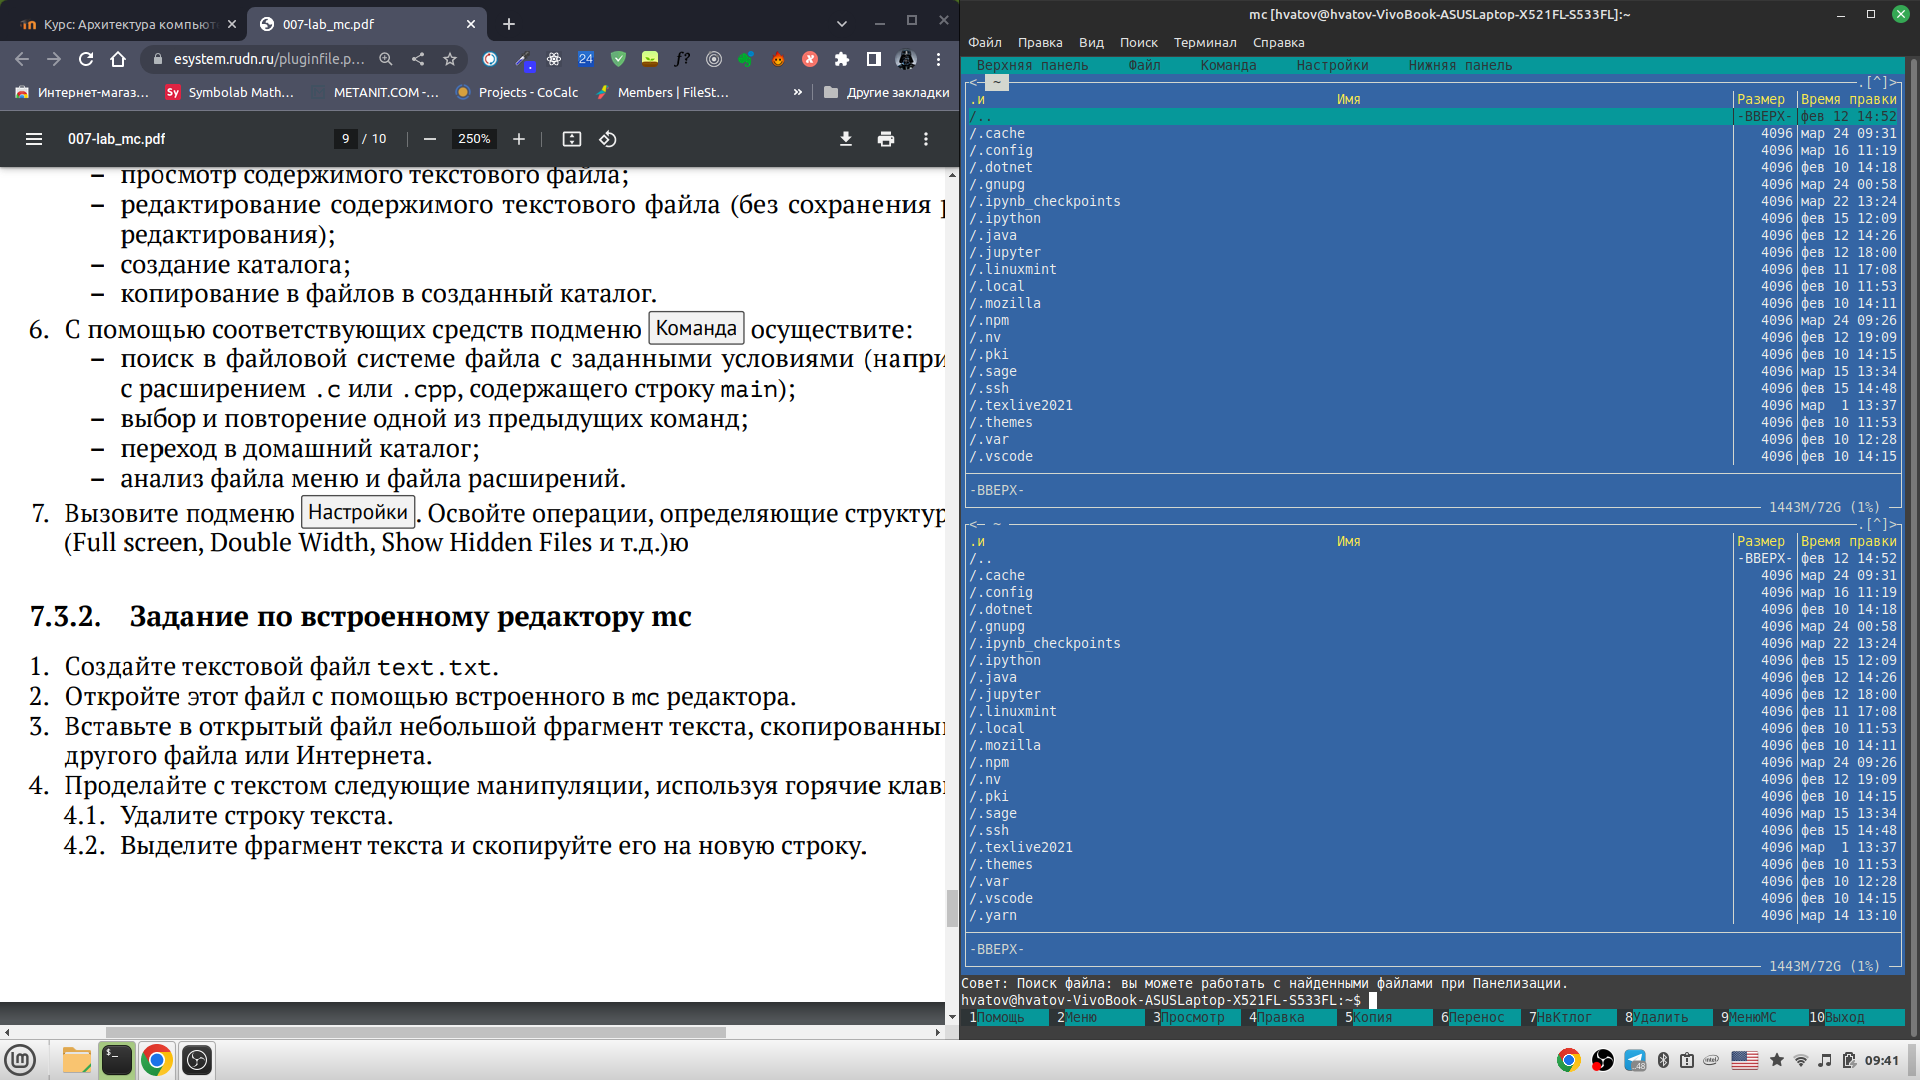 Курс: Архитектура компьют
007-lab_mc.pdf
esystem.rudn.ru/pluginfile.p...
Интернет-магаз...
Symbolab Math...
METANIT.COM -...
Projects - CoCalc
Members | FileSt...
»
Другие закладки
007-lab_mc.pdf
9 / 10
250%
– просмотр содержимого текстового файла;
– редактирование содержимого текстового файла (без сохранения
редактирования);
– создание каталога;
– копирование в файлов в созданный каталог.
6. С помощью соответствующих средств подменю Команда осуществите:
– поиск в файловой системе файла с заданными условиями (напри
с расширением .c или .cpp, содержащего строку main);
– выбор и повторение одной из предыдущих команд;
– переход в домашний каталог;
– анализ файла меню и файла расширений.
7. Вызовите подменю Настройки. Освойте операции, определяющие структур
(Full screen, Double Width, Show Hidden Files и т.д.)ю
7.3.2. Задание по встроенному редактору mc
1. Создайте текстовой файл text.txt.
2. Откройте этот файл с помощью встроенного в mc редактора.
3. Вставьте в открытый файл небольшой фрагмент текста, скопированны
другого файла или Интернета.
4. Проделайте с текстом следующие манипуляции, используя горячие клав
4.1. Удалите строку текста.
4.2. Выделите фрагмент текста и скопируйте его на новую строку.
mc [hvatov@hvatov-VivoBook-ASUSLaptop-X521FL-S533FL]:~
Файл Правка Вид Поиск Терминал Справка
Верхняя панель Файл Команда Настройки Нижняя панель
<- ~ .[^]>
.и Имя Размер Время правки
/.. -ВВЕРХ- фев 12 14:52
/.cache 4096 мар 24 09:31
/.config 4096 мар 16 11:19
/.dotnet 4096 фев 10 14:18
/.gnupg 4096 мар 24 00:58
/.ipynb_checkpoints 4096 мар 22 13:24
/.ipython 4096 фев 15 12:09
/.java 4096 фев 12 14:26
/.jupyter 4096 фев 12 18:00
/.linuxmint 4096 фев 11 17:08
/.local 4096 фев 10 11:53
/.mozilla 4096 фев 10 14:11
/.npm 4096 мар 24 09:26
/.nv 4096 фев 12 19:09
/.pki 4096 фев 10 14:15
/.sage 4096 мар 15 13:34
/.ssh 4096 фев 15 14:48
/.texlive2021 4096 мар 1 13:37
/.themes 4096 фев 10 11:53
/.var 4096 фев 10 12:28
/.vscode 4096 фев 10 14:15
-ВВЕРХ-
1443M/72G (1%)
<- ~ .[^]>
.и Имя Размер Время правки
/.. -ВВЕРХ- фев 12 14:52
/.cache 4096 мар 24 09:31
/.config 4096 мар 16 11:19
/.dotnet 4096 фев 10 14:18
/.gnupg 4096 мар 24 00:58
/.ipynb_checkpoints 4096 мар 22 13:24
/.ipython 4096 фев 15 12:09
/.java 4096 фев 12 14:26
/.jupyter 4096 фев 12 18:00
/.linuxmint 4096 фев 11 17:08
/.local 4096 фев 10 11:53
/.mozilla 4096 фев 10 14:11
/.npm 4096 мар 24 09:26
/.nv 4096 фев 12 19:09
/.pki 4096 фев 10 14:15
/.sage 4096 мар 15 13:34
/.ssh 4096 фев 15 14:48
/.texlive2021 4096 мар 1 13:37
/.themes 4096 фев 10 11:53
/.var 4096 фев 10 12:28
/.vscode 4096 фев 10 14:15
/.yarn 4096 мар 14 13:10
-ВВЕРХ-
1443M/72G (1%)
Совет: Поиск файла: вы можете работать с найденными файлами при Панелизации.
hvatov@hvatov-VivoBook-ASUSLaptop-X521FL-S533FL:~$
1Помощь 2Меню 3Просмотр 4Правка 5Копия 6Перенос 7НвКтлог 8Удалить 9МенюМС 10Выход
09:41